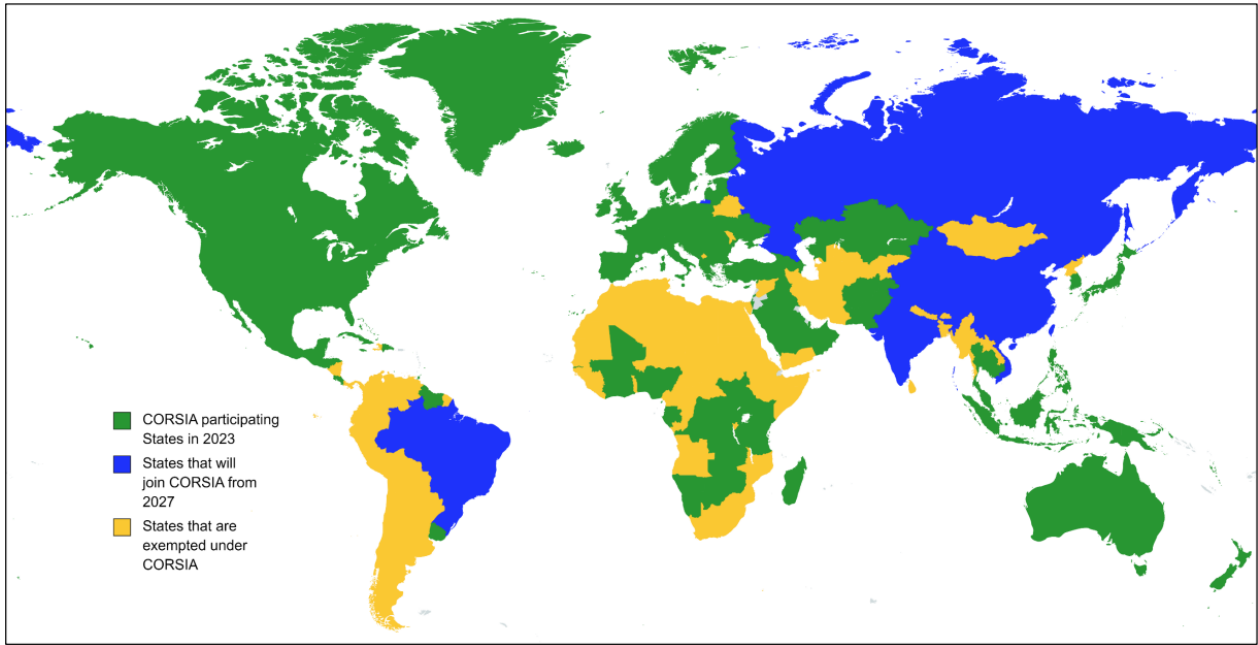 CORSIA participating
States in 2023
States that will
join CORSIA from
2027
States that are
exempted under
CORSIA